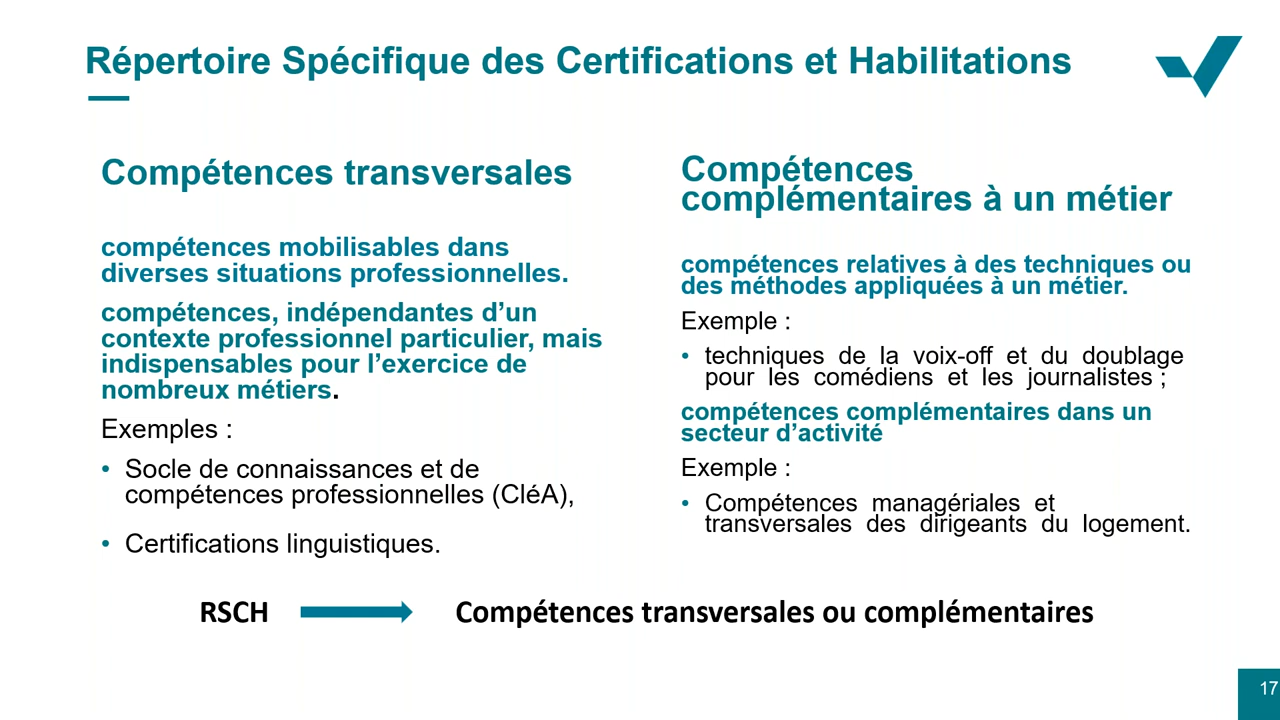 Répertoire Spécifique des Certifications et Habilitations
Compétences transversales
compétences mobilisables dans
diverses situations professionnelles.
compétences, indépendantes d’un
contexte professionnel particulier, mais
indispensables pour l’exercice de
nombreux métiers.
Exemples :
• Socle de connaissances et de
compétences professionnelles (CléA),
• Certifications linguistiques.
Compétences
complémentaires à un métier
compétences relatives à des techniques ou
des méthodes appliquées à un métier.
Exemple :
• techniques de la voix-off et du doublage
pour les comédiens et les journalistes ;
compétences complémentaires dans un
secteur d’activité
Exemple :
• Compétences managériales et
transversales des dirigeants du logement.
RSCH Compétences transversales ou complémentaires
17